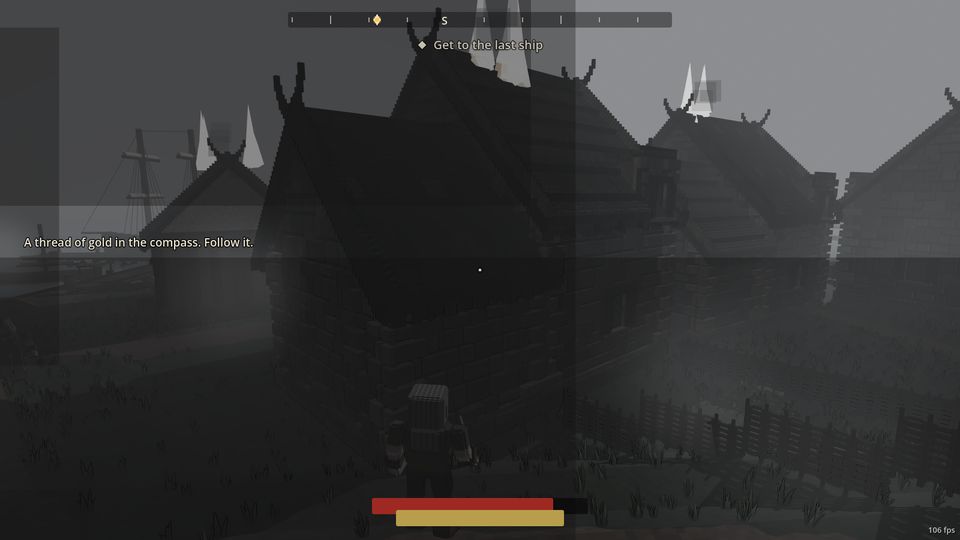 S
Get to the last ship
A thread of gold in the compass. Follow it.
106 fps